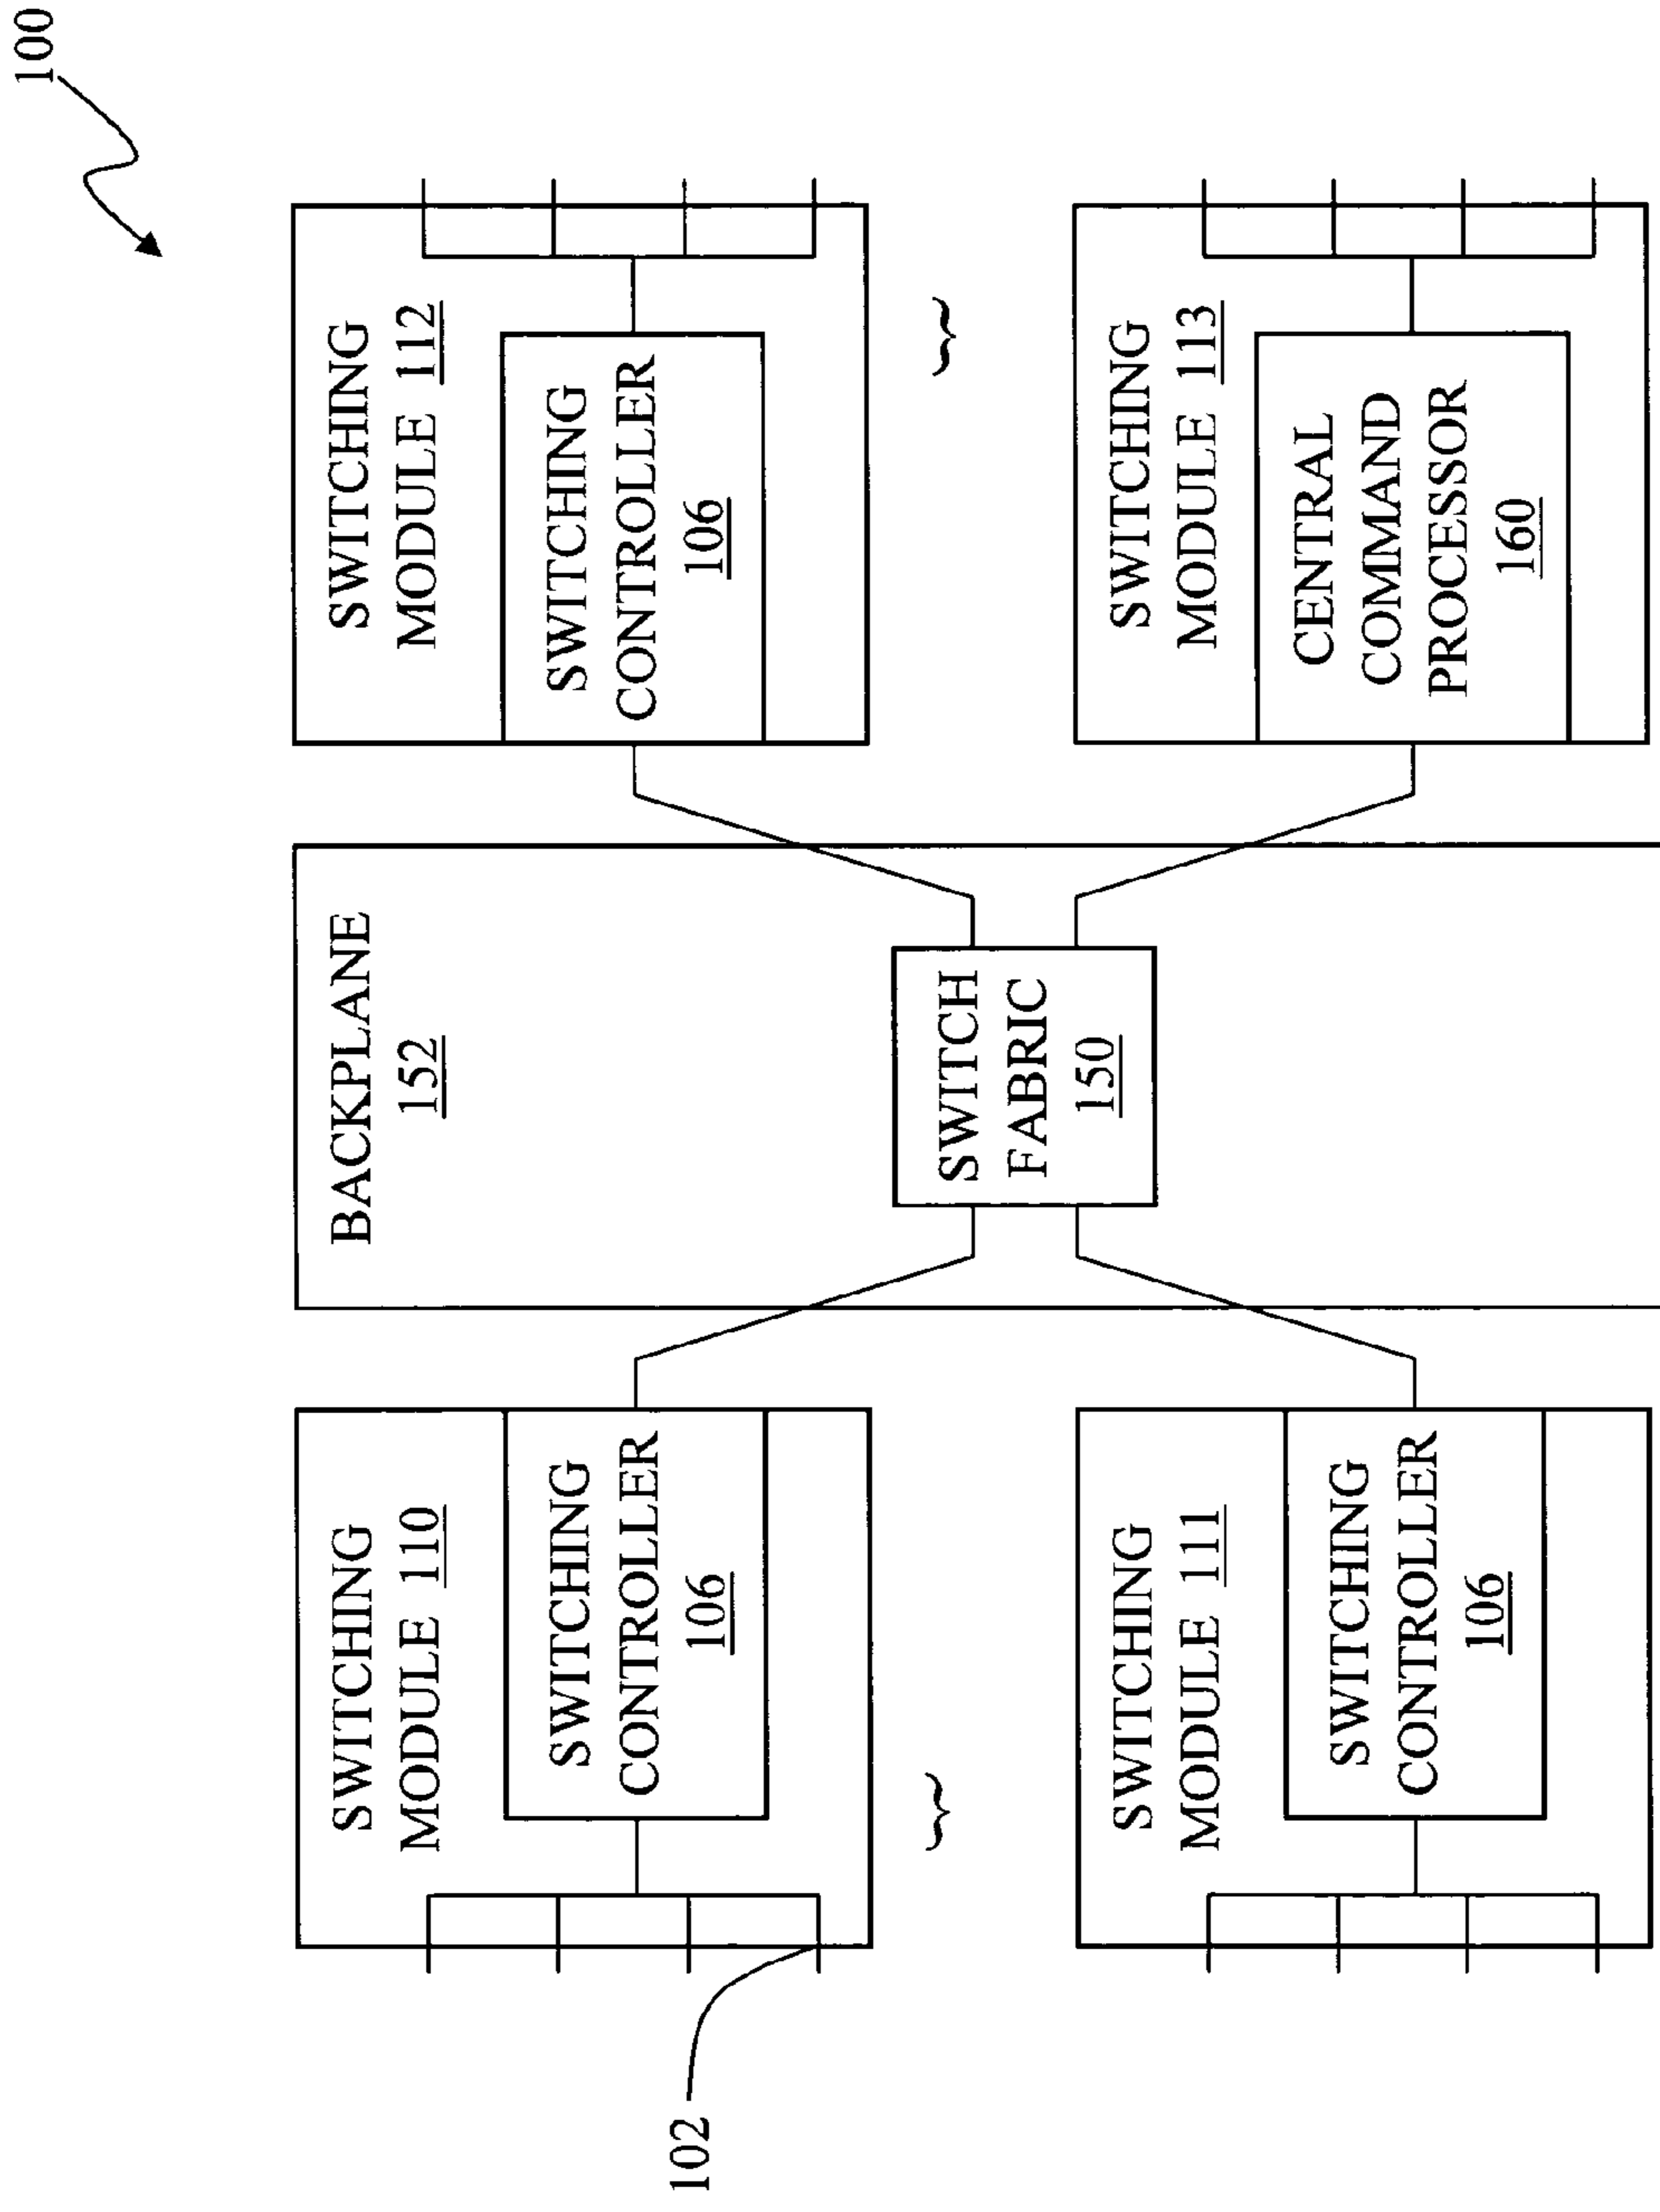 100
SWITCHING
MODULE 110
SWITCHING
CONTROLLER
106
BACKPLANE
152
SWITCHING
MODULE 112
SWITCHING
CONTROLLER
106
SWITCH
FABRIC
150
102
SWITCHING
MODULE 111
SWITCHING
CONTROLLER
106
SWITCHING
MODULE 113
CENTRAL
COMMAND
PROCESSOR
160